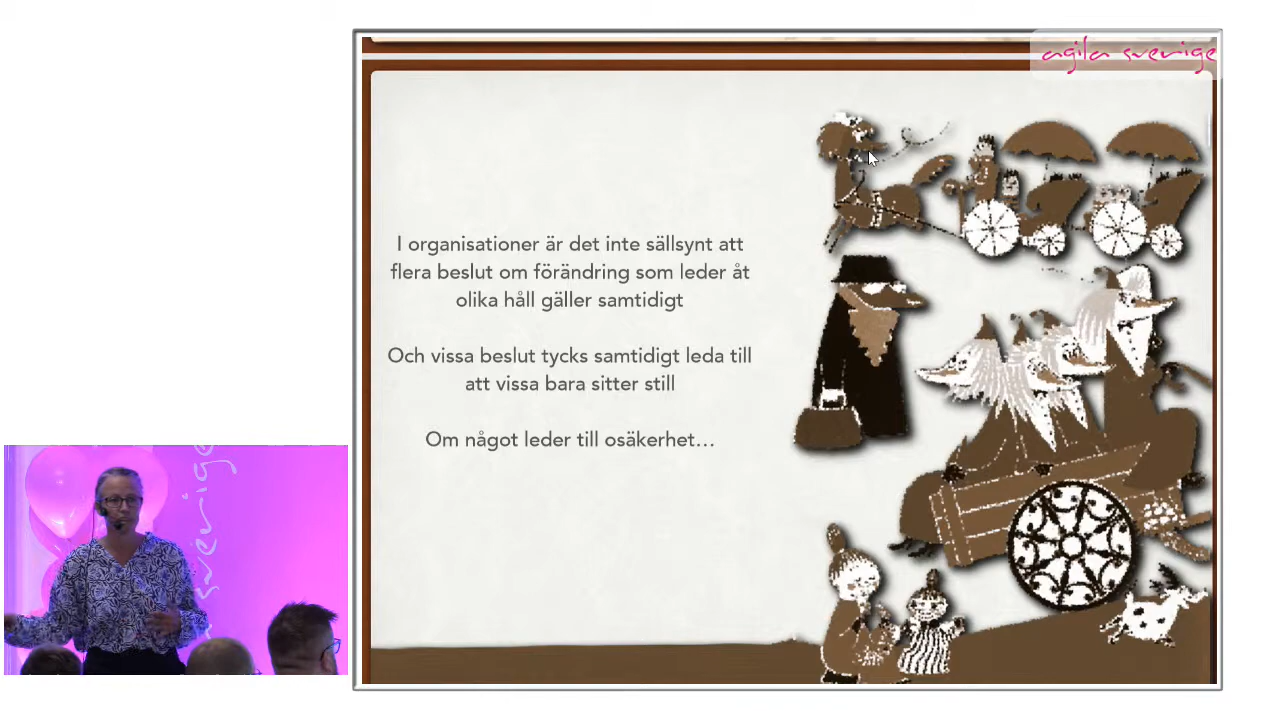 agila sverige
I organisationer är det inte sällsynt att
flera beslut om förändring som leder åt
olika håll gäller samtidigt
Och vissa beslut tycks samtidigt leda till
att vissa bara sitter still
Om något leder till osäkerhet…
sverige